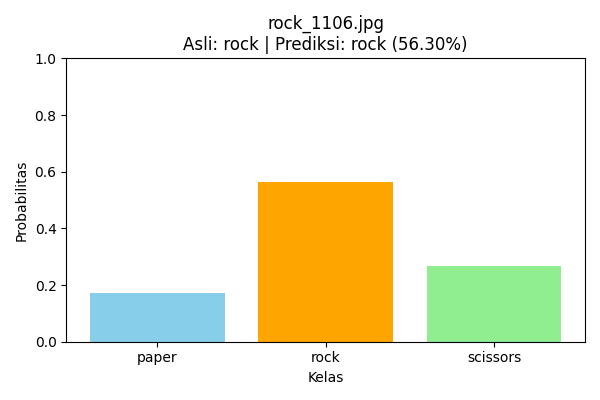 rock_1106.jpg
Asli: rock | Prediksi: rock (56.30%)
1.0
0.8
0.6
0.4
0.2
0.0
Probabilitas
paper
rock
scissors
Kelas